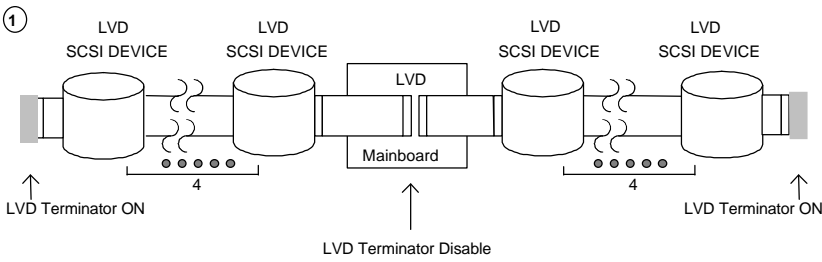 1
LVD
SCSI DEVICE
LVD
SCSI DEVICE
LVD
SCSI DEVICE
LVD
SCSI DEVICE
LVD
Mainboard
4
4
LVD Terminator ON
LVD Terminator ON
LVD Terminator Disable